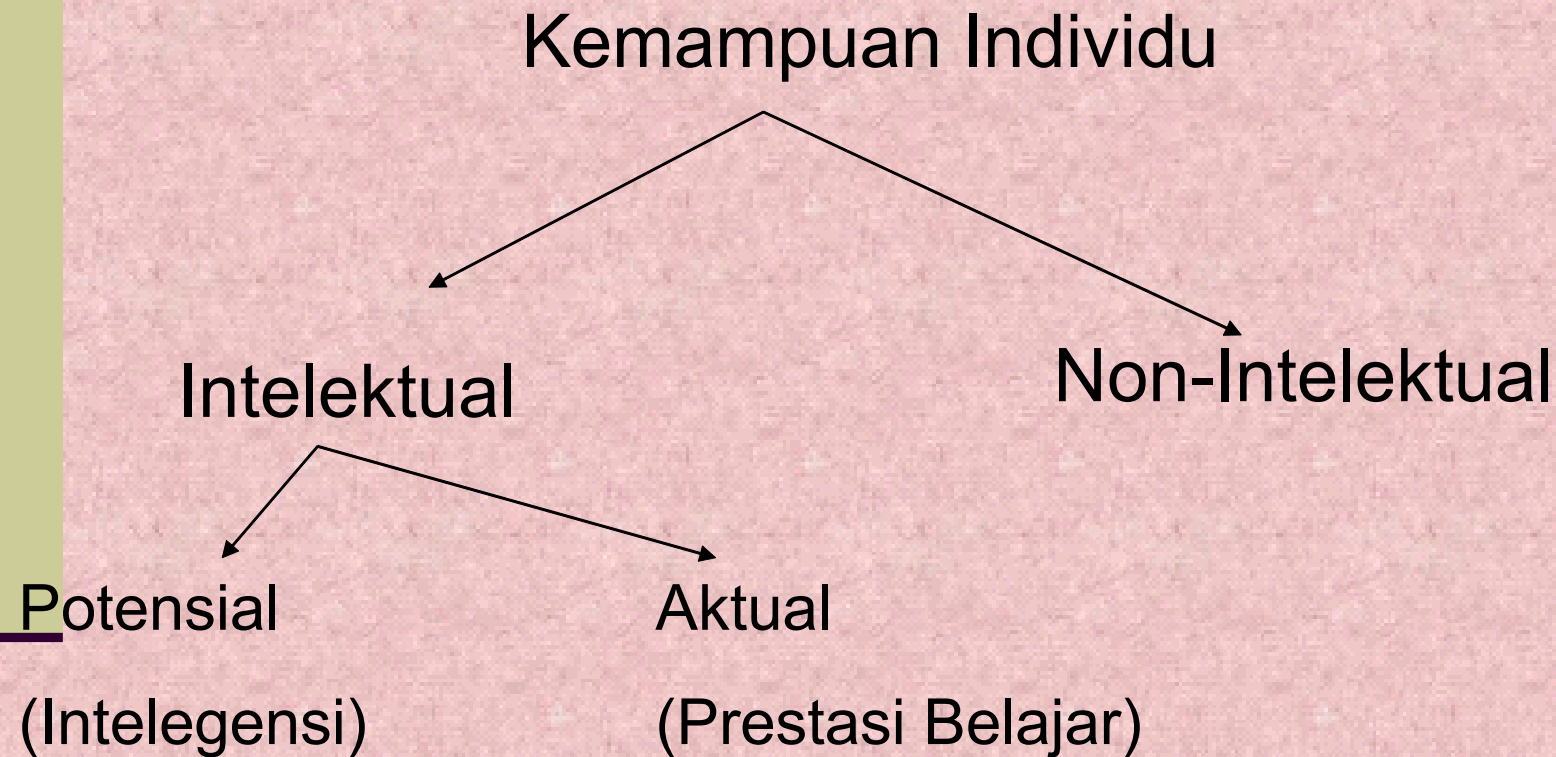 Kemampuan Individu
Intelektual
Non-Intelektual
Potensial
Aktual
(Intelegensi)
(Prestasi Belajar)